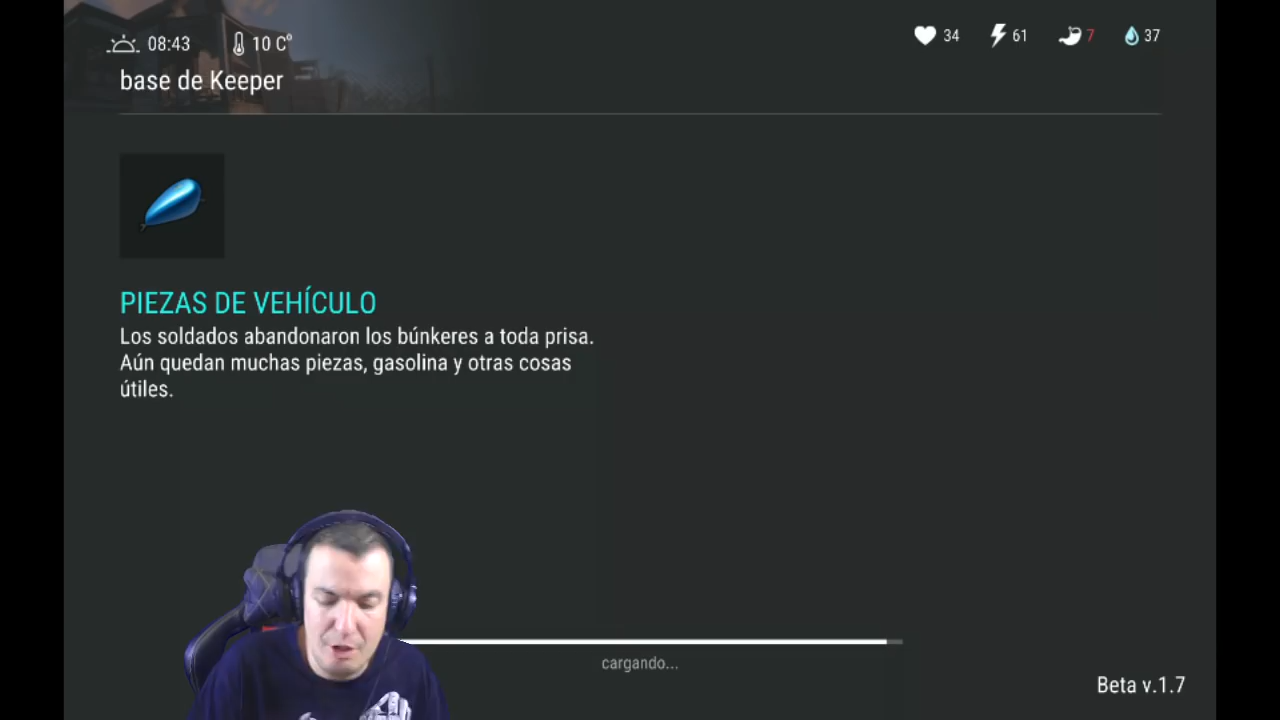 08:43 10 C° 34 61 7 37
base de Keeper
PIEZAS DE VEHÍCULO
Los soldados abandonaron los búnkeres a toda prisa.
Aún quedan muchas piezas, gasolina y otras cosas
útiles.
cargando...
Beta v.1.7